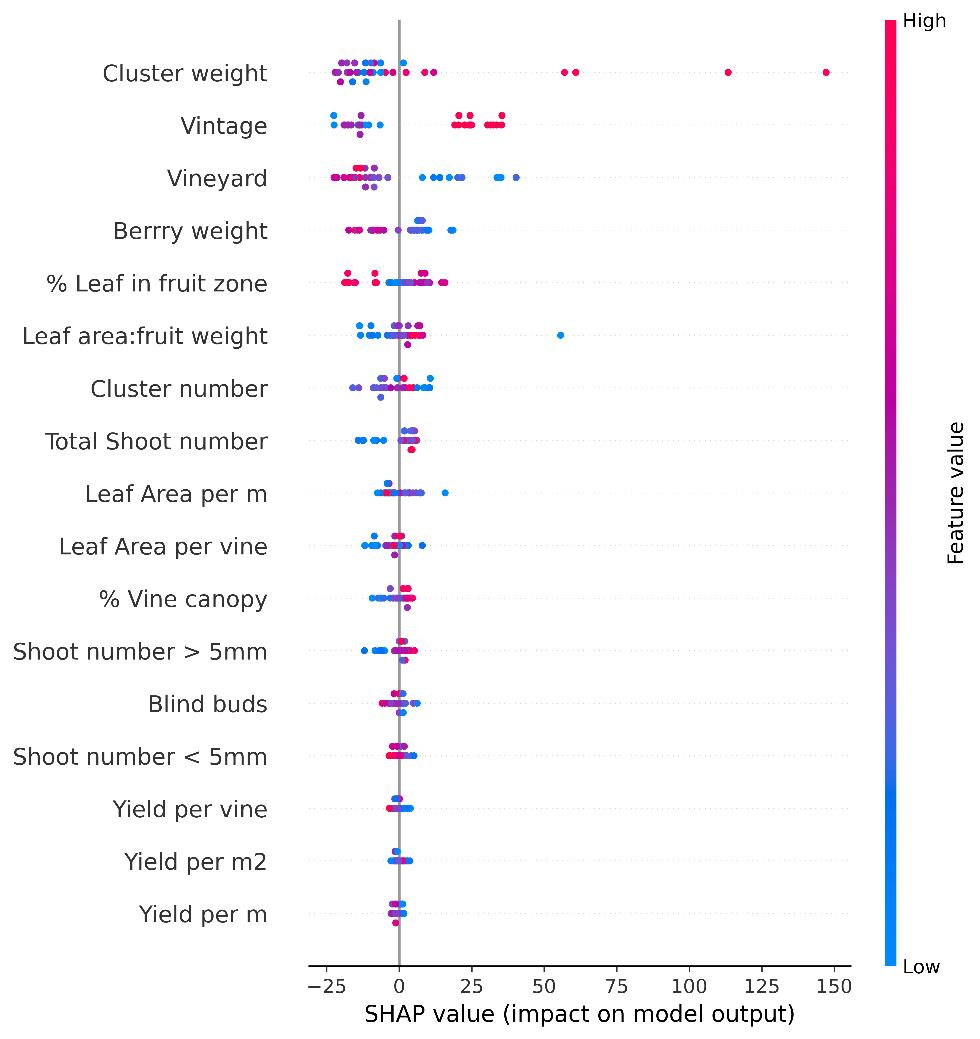 High
Cluster weight
Vintage
Vineyard
Berrry weight
% Leaf in fruit zone
Leaf area:fruit weight
Cluster number
Total Shoot number
Leaf Area per m
Leaf Area per vine
% Vine canopy
Shoot number > 5mm
Blind buds
Shoot number < 5mm
Yield per vine
Yield per m2
Yield per m
Feature value
Low
−25 0 25 50 75 100 125 150
SHAP value (impact on model output)